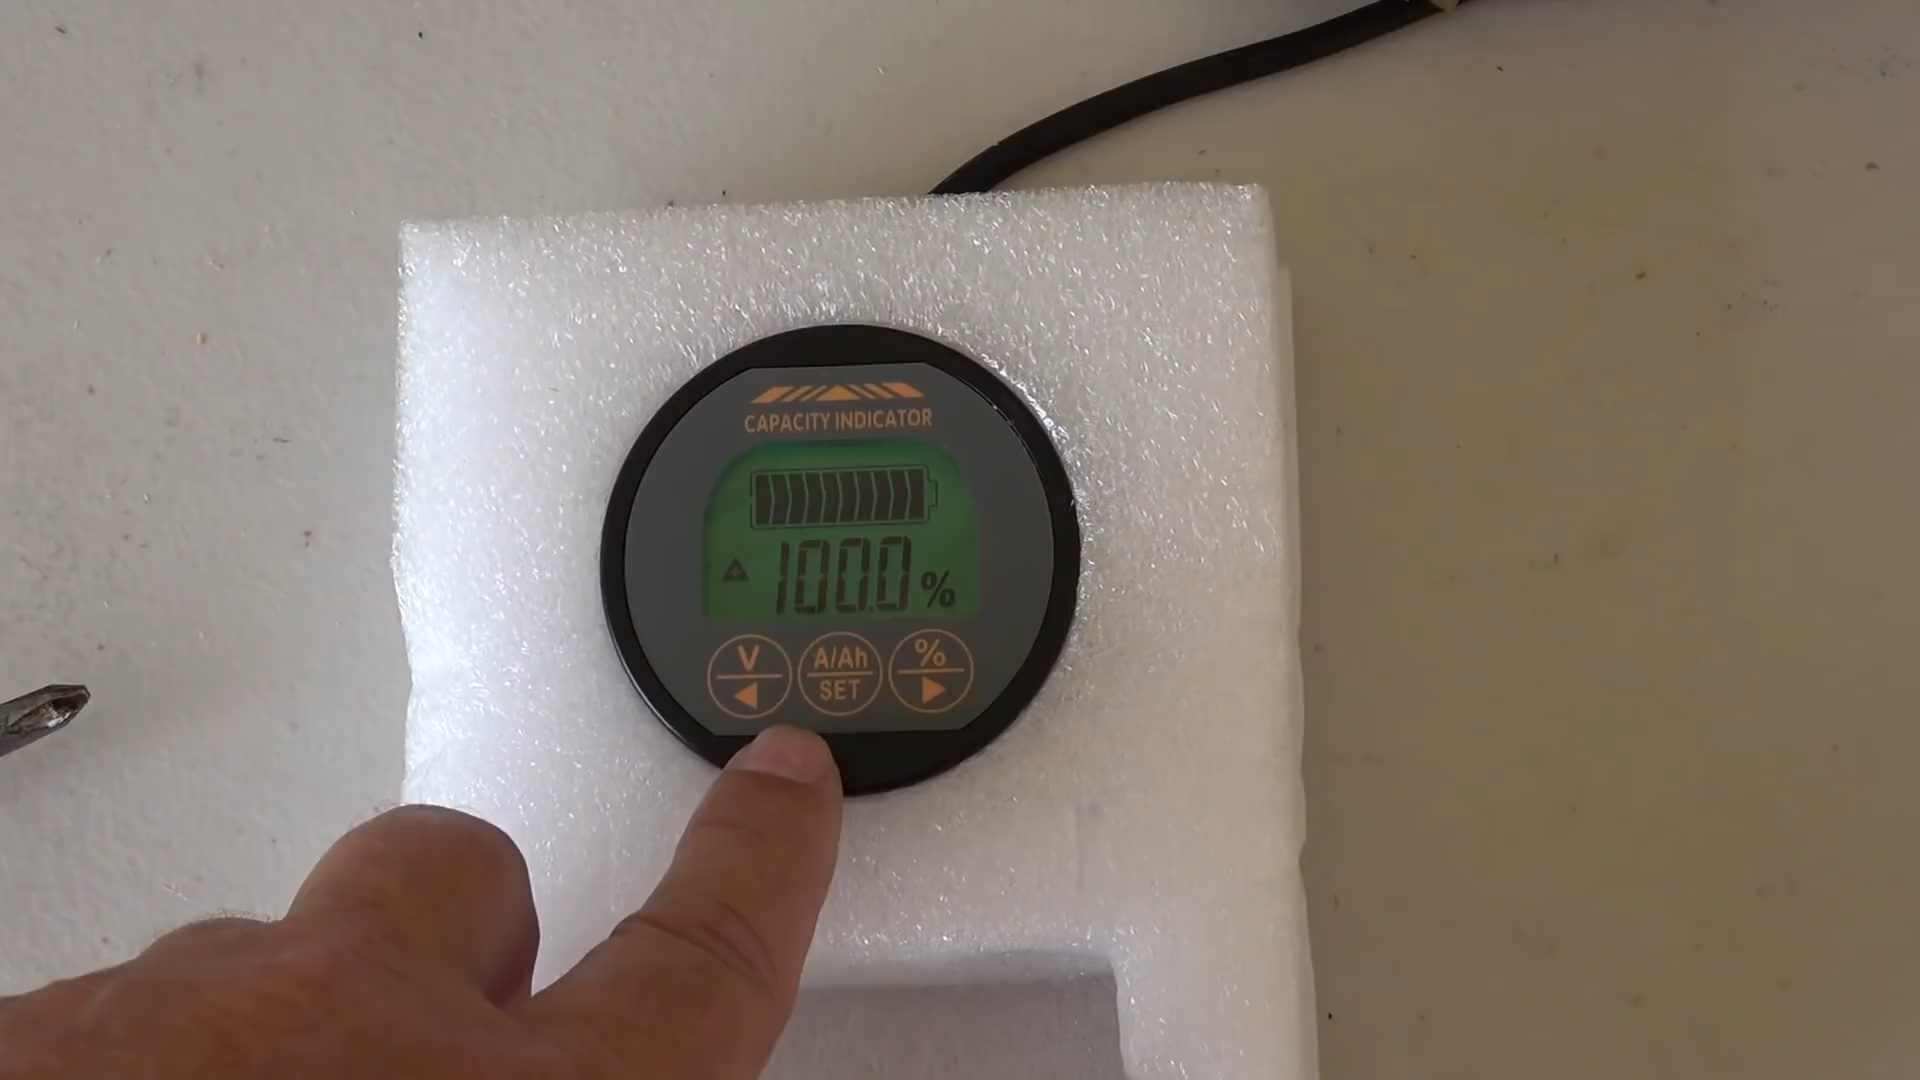 CAPACITY INDICATOR
100.0 %
V A/Ah %
SET